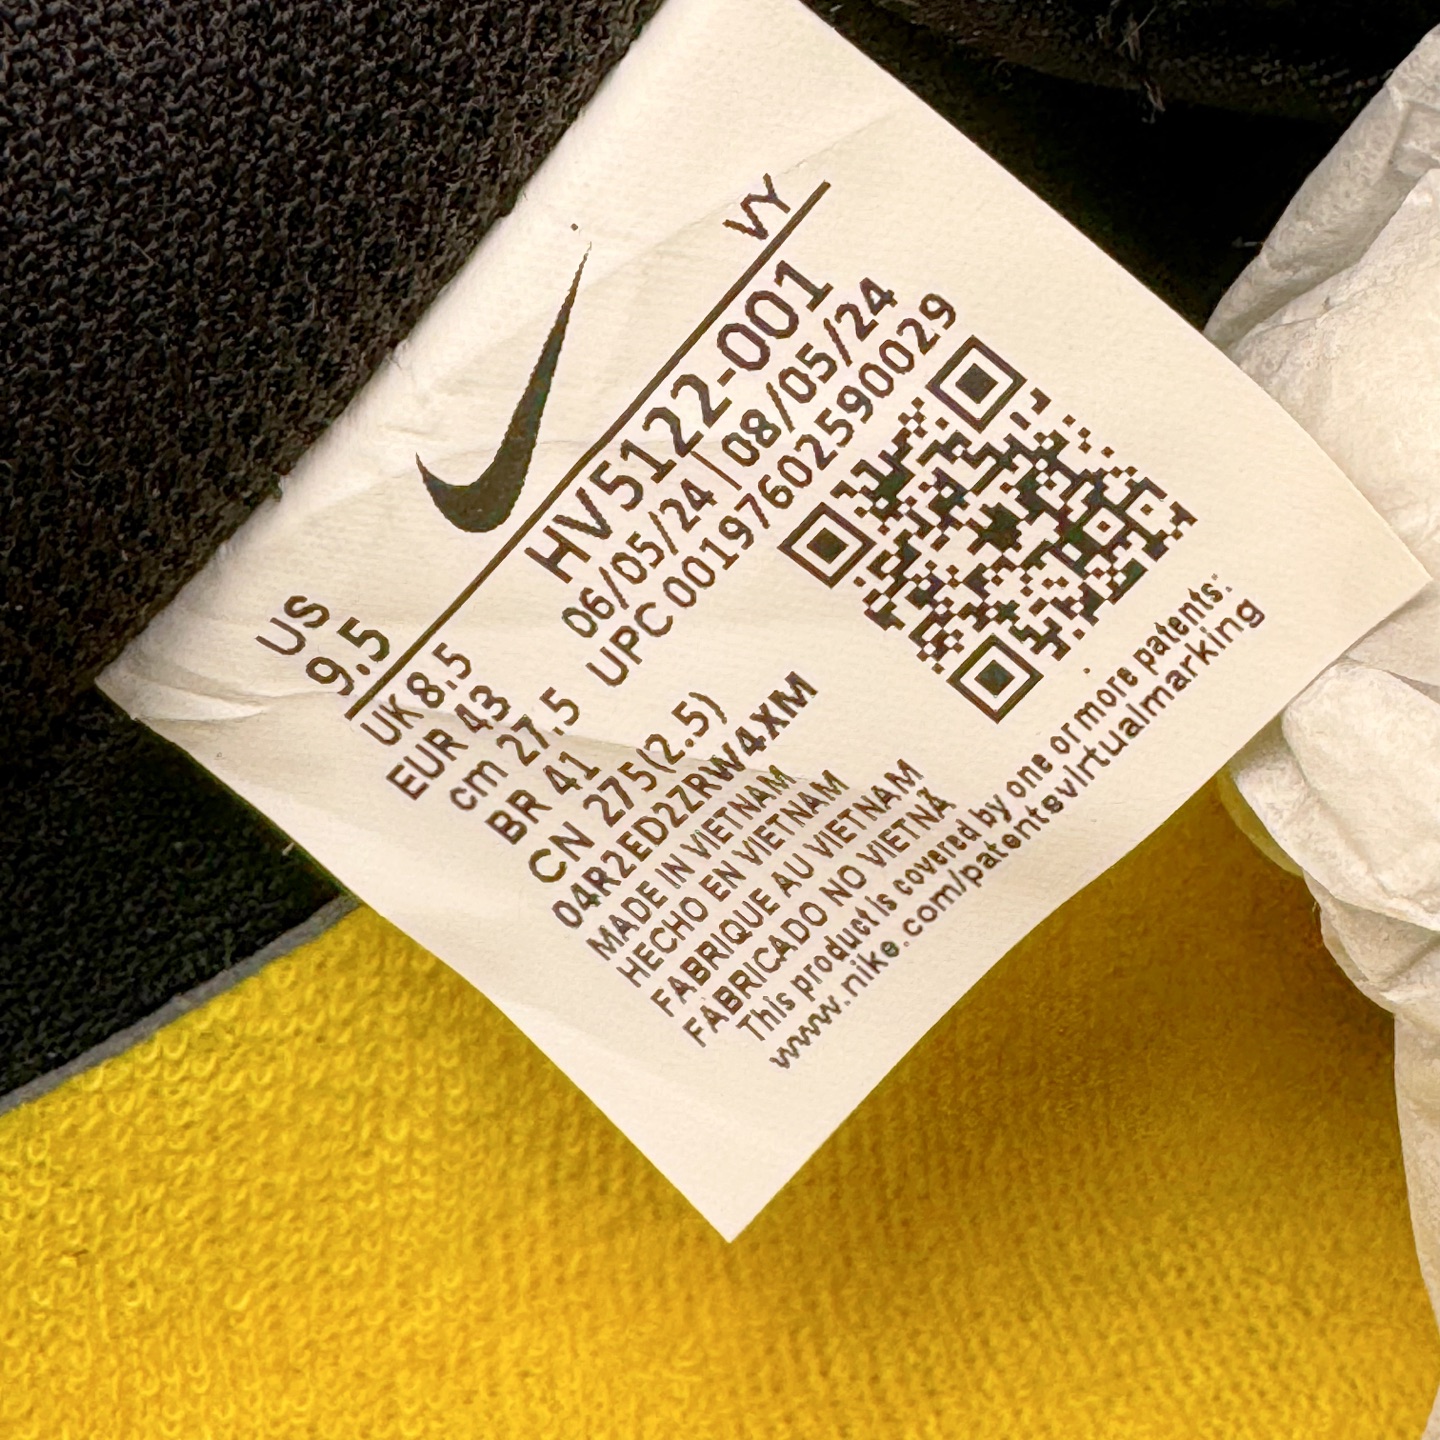 VY
US
9.5
HV5122-001
06/05/24 | 08/05/24
UPC 00197602590029
UK 8.5
EUR 43
cm 27.5
BR 41
CN 275(2.5)
04R2ED2ZRW4XM
MADE IN VIETNAM
HECHO EN VIETNAM
FABRIQUE AU VIETNAM
FABRICADO NO VIETNÃ
This product is covered by one or more patents:
www.nike.com/patentsvirtualmarking